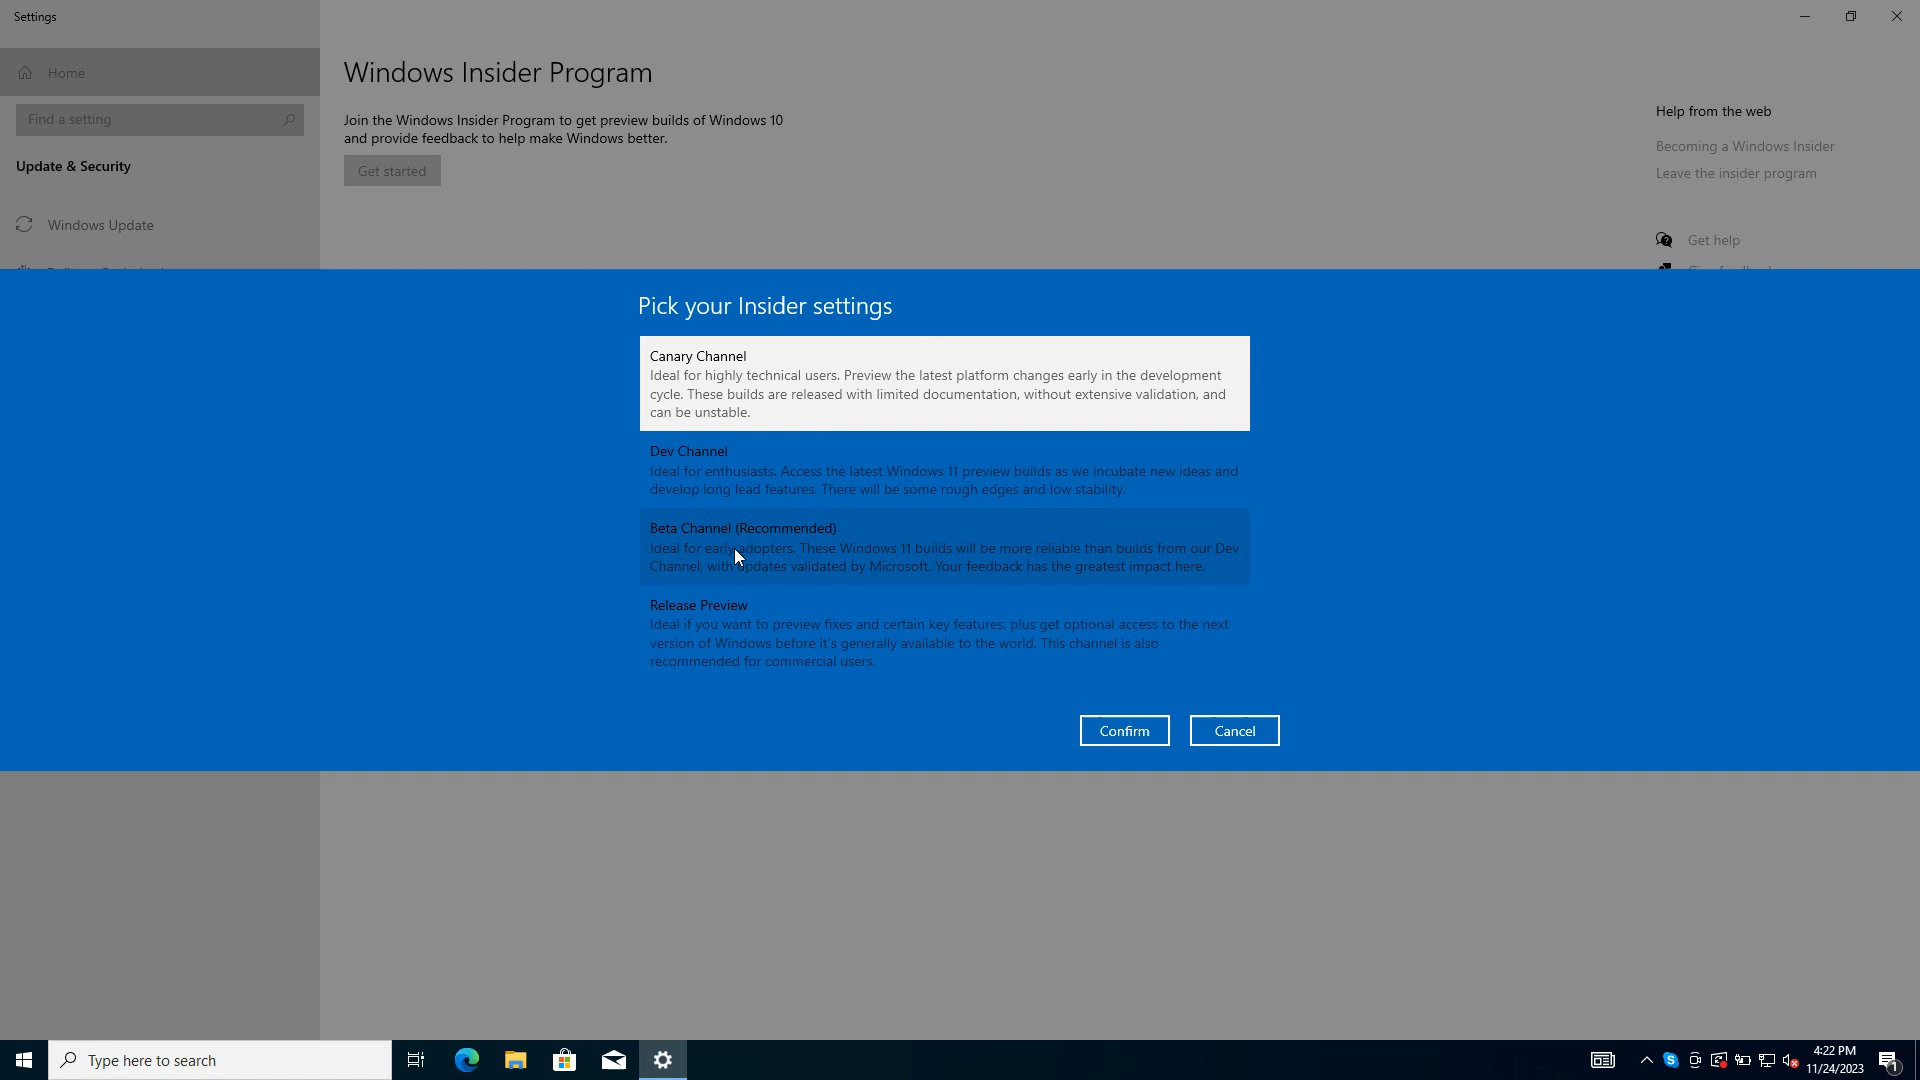 Settings
Home
Windows Insider Program
Find a setting
Join the Windows Insider Program to get preview builds of Windows 10
and provide feedback to help make Windows better.
Get started
Help from the web
Becoming a Windows Insider
Leave the insider program
Update & Security
Windows Update
Get help
Pick your Insider settings
Canary Channel
Ideal for highly technical users. Preview the latest platform changes early in the development
cycle. These builds are released with limited documentation, without extensive validation, and
can be unstable.
Dev Channel
Ideal for enthusiasts. Access the latest Windows 11 preview builds as we incubate new ideas and
develop long lead features. There will be some rough edges and low stability.
Beta Channel (Recommended)
Ideal for early adopters. These Windows 11 builds will be more reliable than builds from our Dev
Channel, with updates validated by Microsoft. Your feedback has the greatest impact here.
Release Preview
Ideal if you want to preview fixes and certain key features, plus get optional access to the next
version of Windows before it's generally available to the world. This channel is also
recommended for commercial users.
Confirm
Cancel
Type here to search
4:22 PM
11/24/2023
1